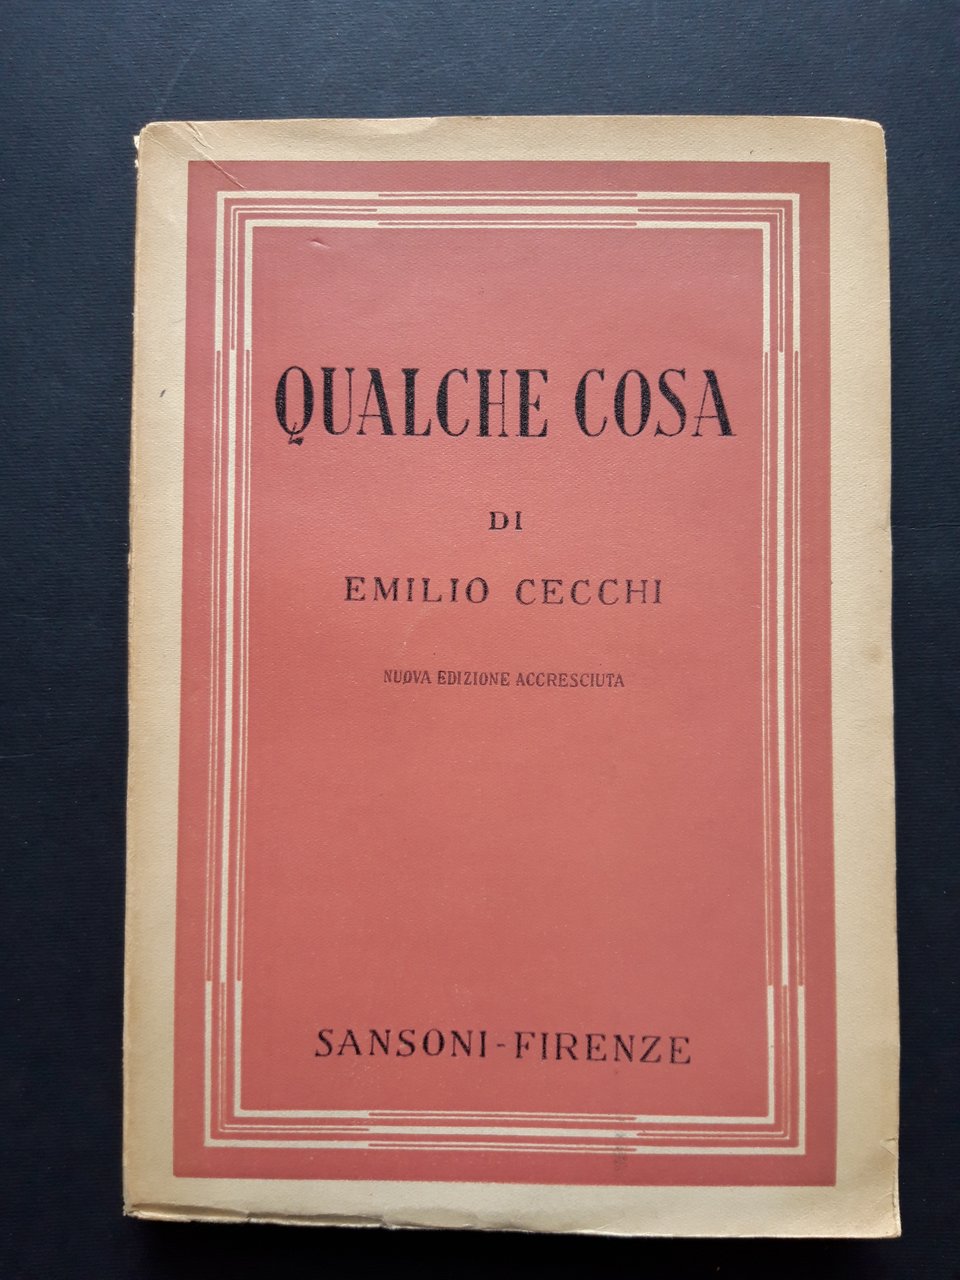 QUALCHE COSA
DI
EMILIO CECCHI
NUOVA EDIZIONE ACCRESCIUTA
SANSONI - FIRENZE